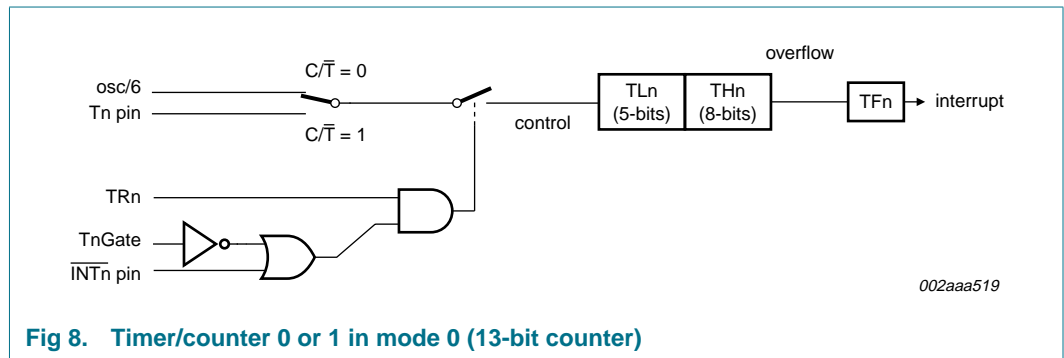 overflow
C/T̅ = 0
osc/6
Tn pin
C/T̅ = 1
control
TLn
(5-bits)
THn
(8-bits)
TFn
interrupt
TRn
TnGate
I̅N̅T̅n̅ pin
002aaa519
Fig 8. Timer/counter 0 or 1 in mode 0 (13-bit counter)